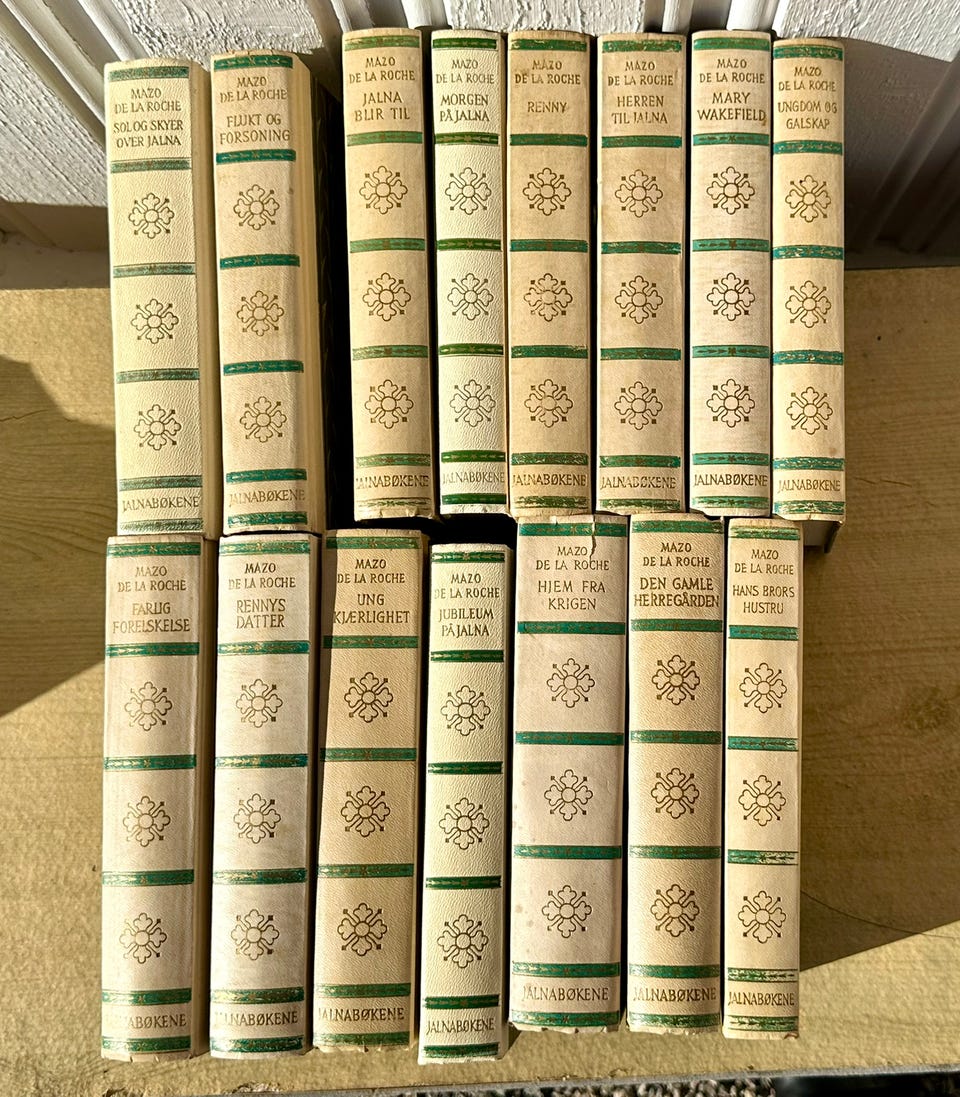 MAZO
DE LA ROCHE
SOL OG SKYER
OVER JALNA
JALNABØKENE
MAZO
DE LA ROCHE
FLUKT OG
FORSONING
JALNABØKENE
MAZO
DE LA ROCHE
JALNA
BLIR TIL
JALNABØKENE
MAZO
DE LA ROCHE
MORGEN
PÅ JALNA
JALNABØKENE
MAZO
DE LA ROCHE
RENNY
JALNABØKENE
MAZO
DE LA ROCHE
HERREN
TIL JALNA
JALNABØKENE
MAZO
DE LA ROCHE
MARY
WAKEFIELD
JALNABØKENE
MAZO
DE LA ROCHE
UNGDOM OG
GALSKAP
JALNABØKENE
MAZO
DE LA ROCHE
FARLIG
FORELSKELSE
JALNABØKENE
MAZO
DE LA ROCHE
RENNYS
DATTER
JALNABØKENE
MAZO
DE LA ROCHE
UNG
KJÆRLIGHET
JALNABØKENE
MAZO
DE LA ROCHE
JUBILEUM
PÅ JALNA
JALNABØKENE
MAZO
DE LA ROCHE
HJEM FRA
KRIGEN
JALNABØKENE
MAZO
DE LA ROCHE
DEN GAMLE
HERREGÅRDEN
JALNABØKENE
MAZO
DE LA ROCHE
HANS BRORS
HUSTRU
JALNABØKENE